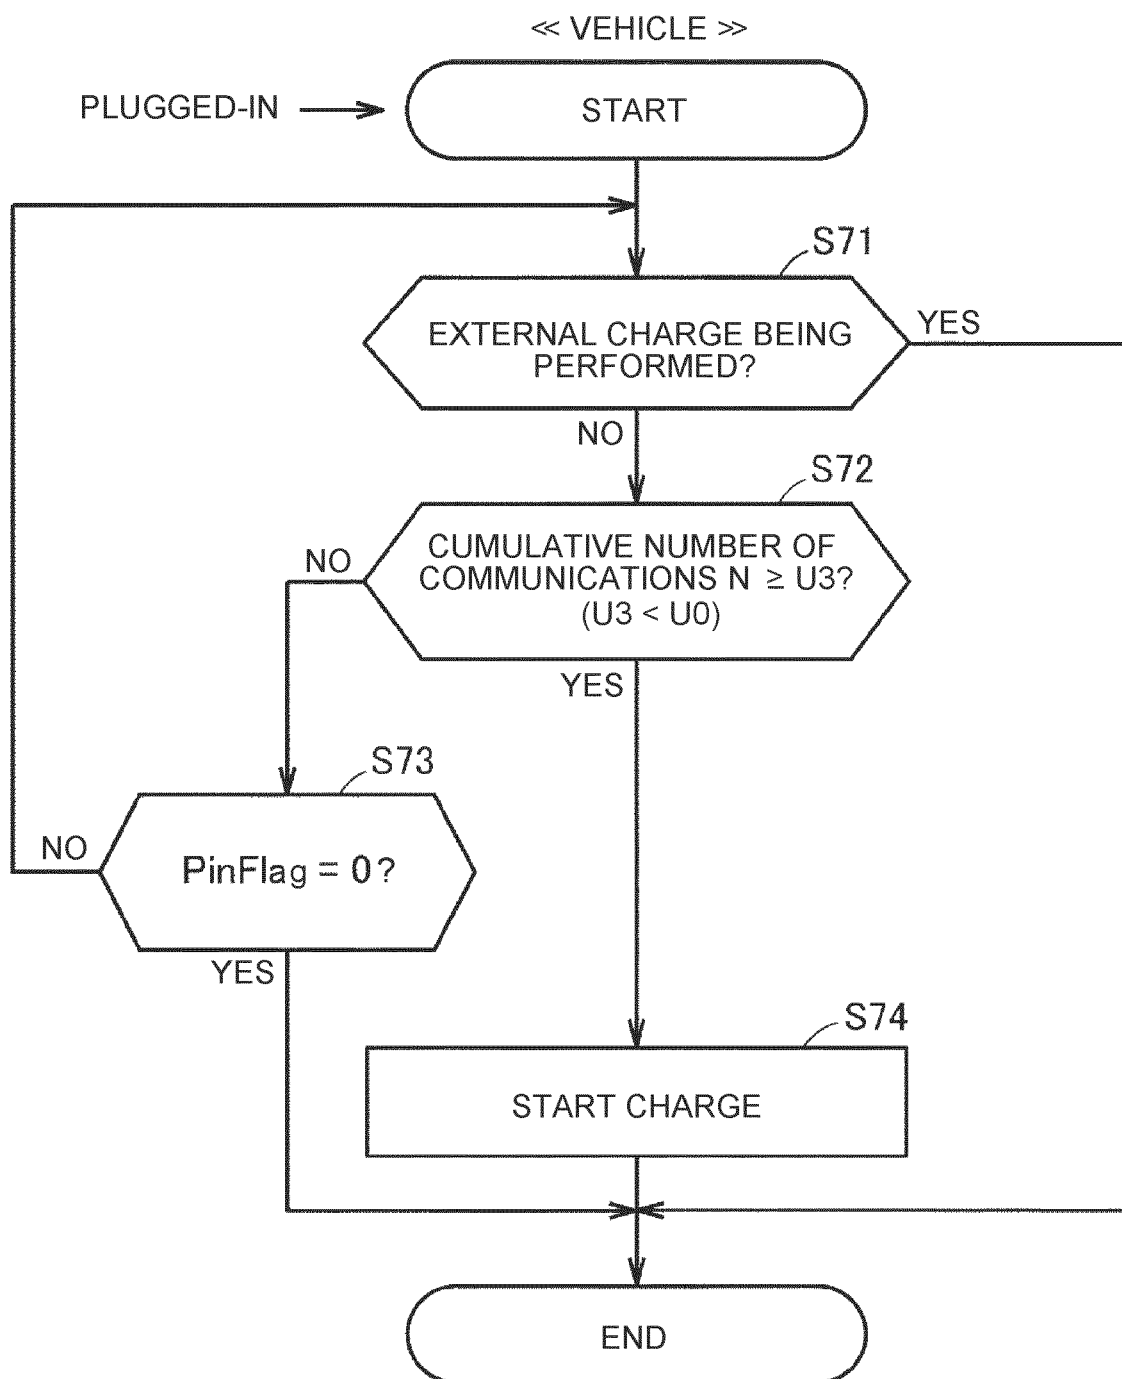 ≪ VEHICLE ≫
PLUGGED-IN
START
S71
EXTERNAL CHARGE BEING
PERFORMED?
YES
NO
S72
CUMULATIVE NUMBER OF
COMMUNICATIONS N ≥ U3?
(U3 < U0)
NO
YES
S73
PinFlag = 0?
NO
YES
S74
START CHARGE
END